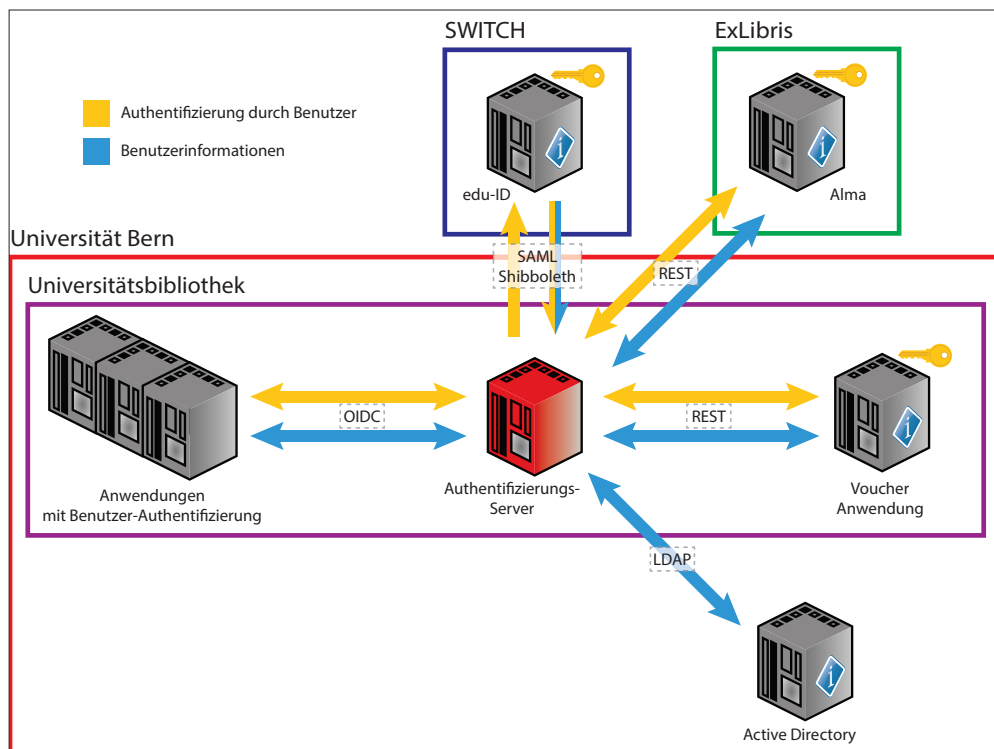 SWITCH
ExLibris
Authentifizierung durch Benutzer
Benutzerinformationen
i
i
edu-ID
Alma
Universität Bern
SAML
Shibboleth
REST
Universitätsbibliothek
OIDC
REST
i
Anwendungen
mit Benutzer-Authentifizierung
Authentifizierungs-
Server
Voucher
Anwendung
LDAP
i
Active Directory